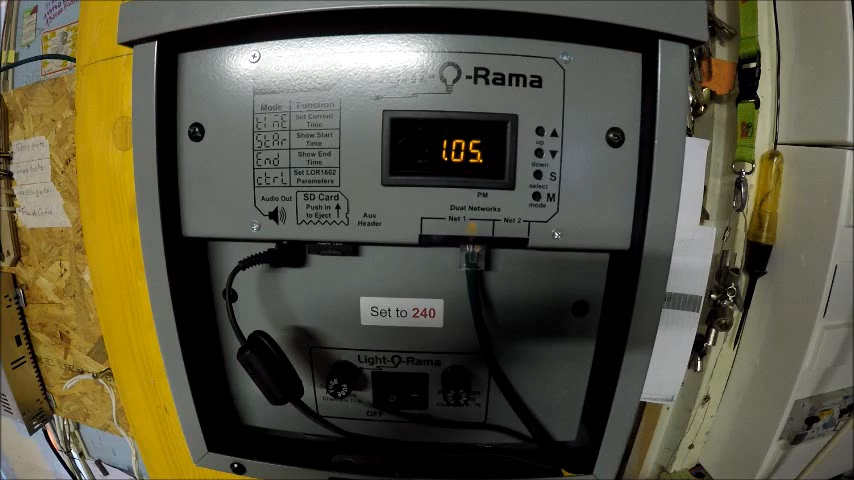 -Rama
1.05.
Mode Function
Set Current
Time
StAr Show Start
Time
End Show End
Time
ctrl Set LOR1602
Parameters
up
down
S
select
M
mode
PM
Audio Out
SD Card
Push in
to Eject
Aux
Header
Dual Networks
Net 1 Net 2
Set to 240
Light-O-Rama
OFF